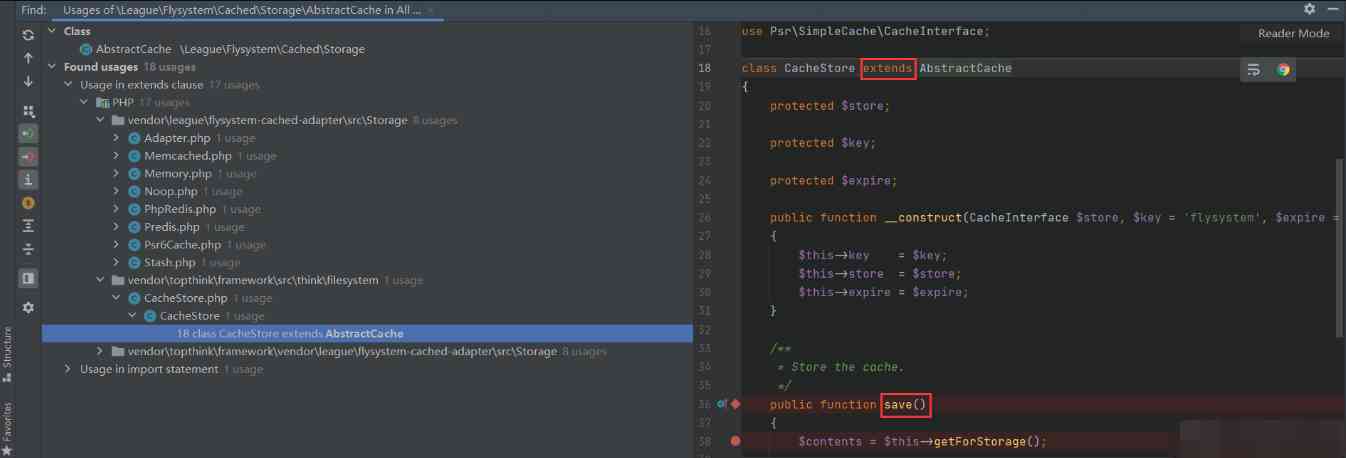 Find: Usages of \League\Flysystem\Cached\Storage\AbstractCache in All ... ×
Class
AbstractCache \League\Flysystem\Cached\Storage
Found usages 18 usages
Usage in extends clause 17 usages
PHP 17 usages
vendor\league\flysystem-cached-adapter\src\Storage 8 usages
Adapter.php 1 usage
Memcached.php 1 usage
Memory.php 1 usage
Noop.php 1 usage
PhpRedis.php 1 usage
Predis.php 1 usage
Psr6Cache.php 1 usage
Stash.php 1 usage
vendor\topthink\framework\src\think\filesystem 1 usage
CacheStore.php 1 usage
CacheStore 1 usage
18 class CacheStore extends AbstractCache
vendor\topthink\framework\vendor\league\flysystem-cached-adapter\src\Storage 8 usages
Usage in import statement 1 usage
Structure
Favorites
Reader Mode
16 use Psr\SimpleCache\CacheInterface;
17
18 class CacheStore extends AbstractCache
19 {
20 protected $store;
21
22 protected $key;
23
24 protected $expire;
25
26 public function __construct(CacheInterface $store, $key = 'flysystem', $expire =
27 {
28 $this->key = $key;
29 $this->store = $store;
30 $this->expire = $expire;
31 }
32
33 /**
34 * Store the cache.
35 */
36 public function save()
37 {
38 $contents = $this->getForStorage();